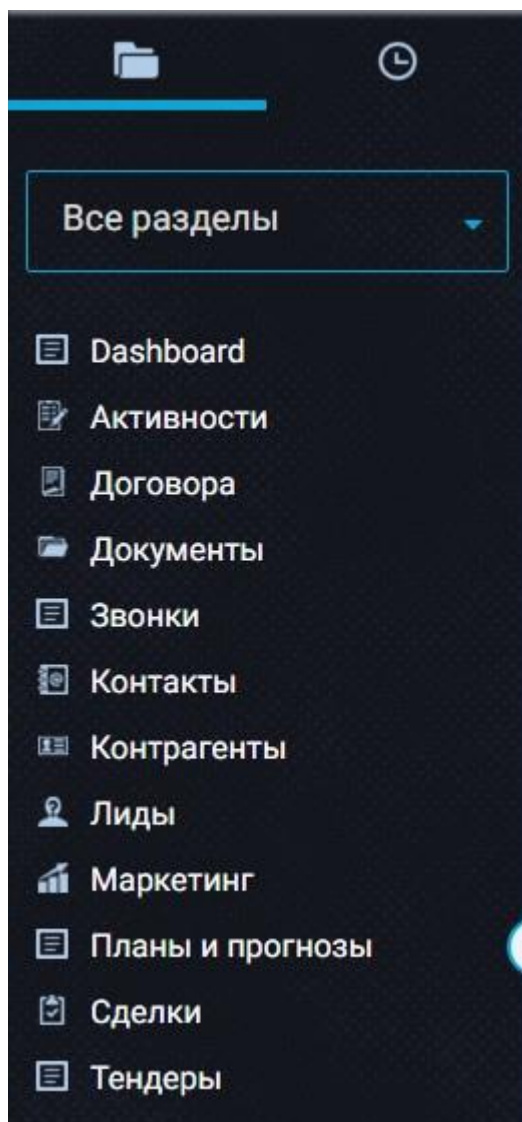 Все разделы
Dashboard
Активности
Договора
Документы
Звонки
Контакты
Контрагенты
Лиды
Маркетинг
Планы и прогнозы
Сделки
Тендеры